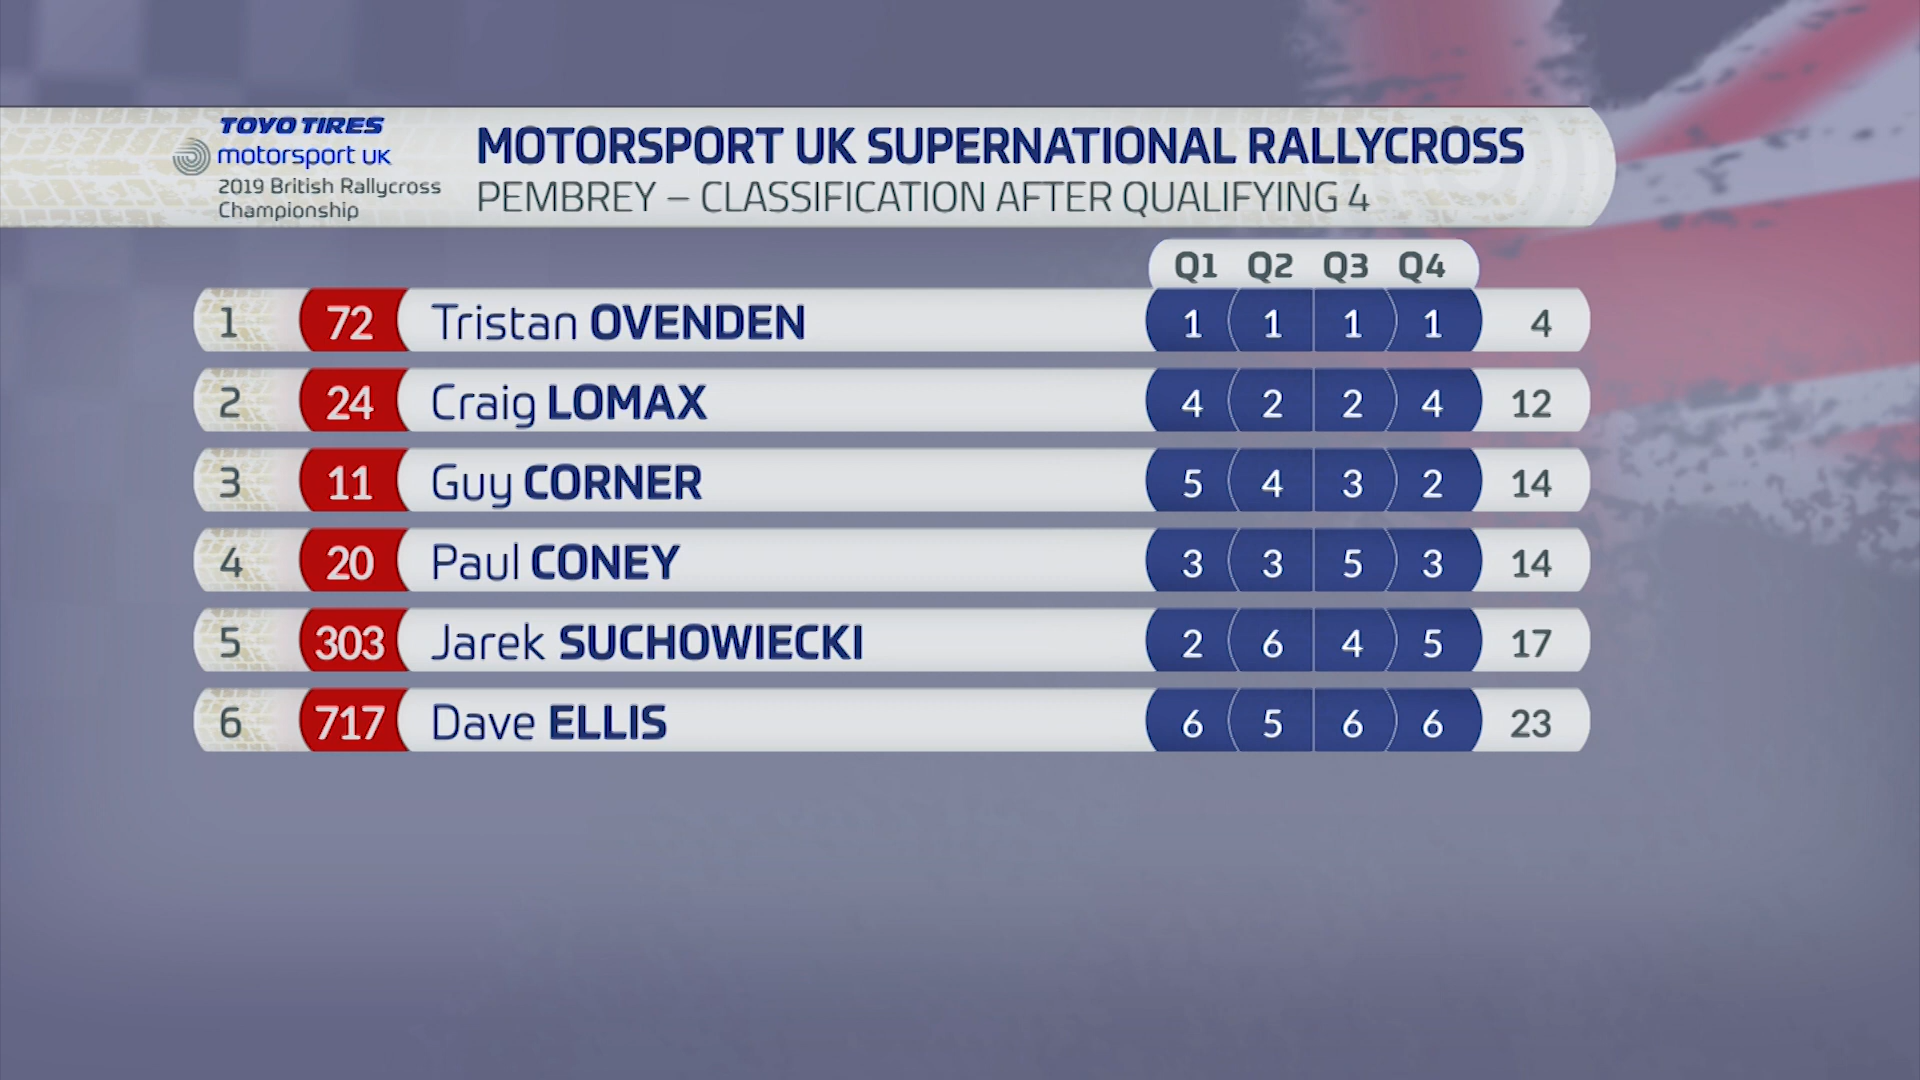 TOYO TIRES
motorsport UK
2019 British Rallycross
Championship
MOTORSPORT UK SUPERNATIONAL RALLYCROSS
PEMBREY – CLASSIFICATION AFTER QUALIFYING 4
Q1 Q2 Q3 Q4
1 72 Tristan OVENDEN 1 1 1 1 4
2 24 Craig LOMAX 4 2 2 4 12
3 11 Guy CORNER 5 4 3 2 14
4 20 Paul CONEY 3 3 5 3 14
5 303 Jarek SUCHOWIECKI 2 6 4 5 17
6 717 Dave ELLIS 6 5 6 6 23